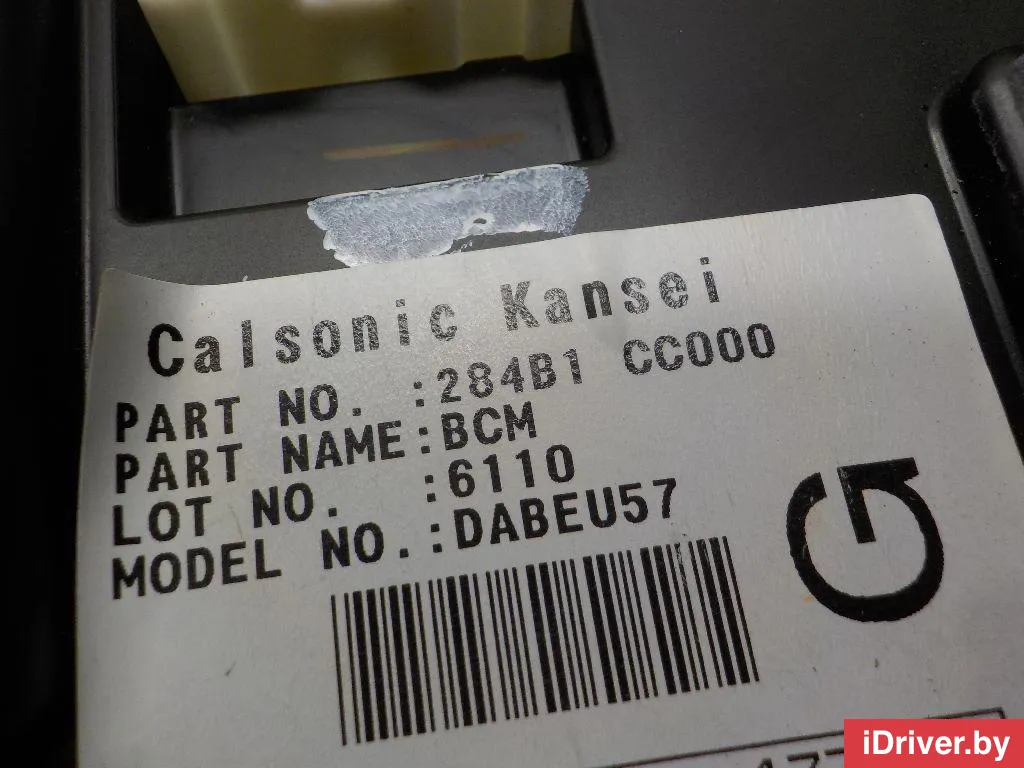 Calsonic Kansei
PART NO. :284B1 CC000
PART NAME:BCM
LOT NO. :6110
MODEL NO.:DABEU57
G
iDriver.by